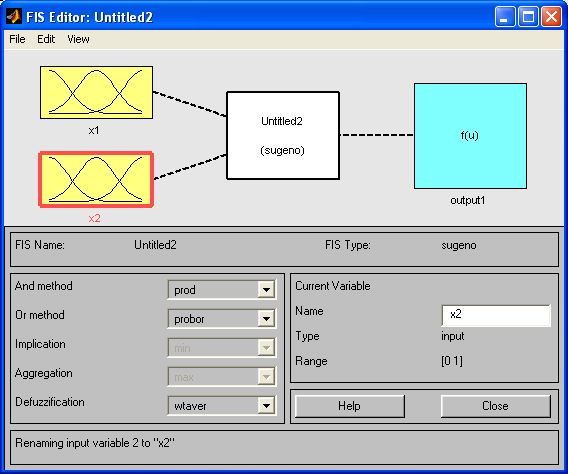 FIS Editor: Untitled2
File Edit View
x1
Untitled2
(sugeno)
f(u)
x2
output1
FIS Name: Untitled2 FIS Type: sugeno
And method prod
Or method probor
Implication min
Aggregation max
Defuzzification wtaver
Current Variable
Name x2
Type input
Range [0 1]
Help Close
Renaming input variable 2 to "x2"